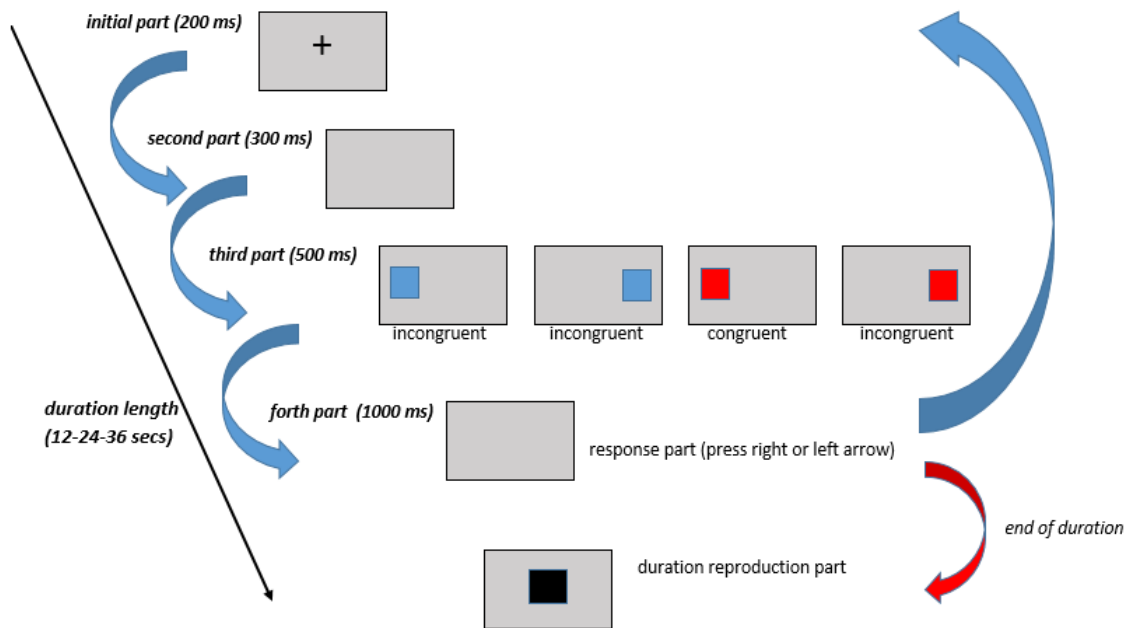 initial part (200 ms)
+
second part (300 ms)
third part (500 ms)
incongruent
incongruent
congruent
incongruent
duration length
(12-24-36 secs)
forth part (1000 ms)
response part (press right or left arrow)
end of duration
duration reproduction part